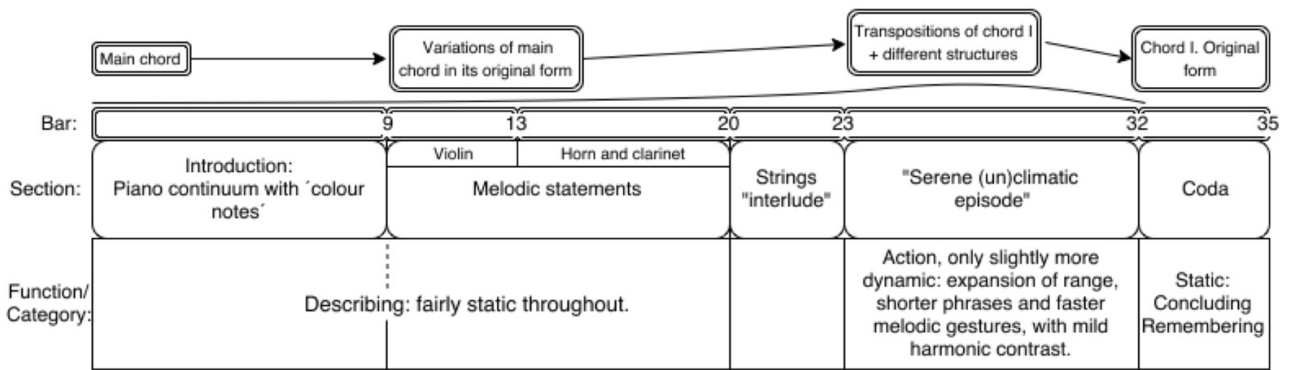 Main chord
Variations of main
chord in its original form
Transpositions of chord I
+ different structures
Chord I. Original
form
Bar:
9
13
20
23
32
35
Section:
Introduction:
Piano continuum with ´colour
notes´
Violin
Horn and clarinet
Melodic statements
Strings
"interlude"
"Serene (un)climatic
episode"
Coda
Function/
Category:
Describing: fairly static throughout.
Action, only slightly more
dynamic: expansion of range,
shorter phrases and faster
melodic gestures, with mild
harmonic contrast.
Static:
Concluding
Remembering